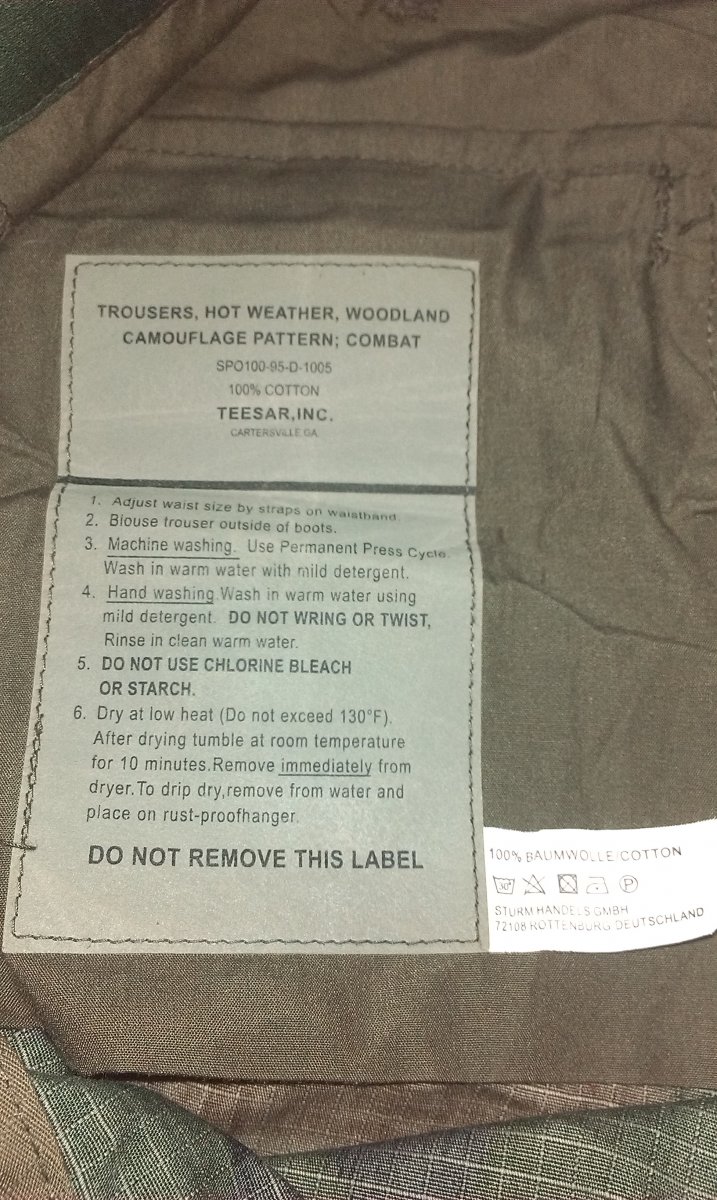 TROUSERS, HOT WEATHER, WOODLAND
CAMOUFLAGE PATTERN; COMBAT
SPO100-95-D-1005
100% COTTON
TEESAR,INC.
CARTERSVILLE.GA.
1. Adjust waist size by straps on waistband.
2. Blouse trouser outside of boots.
3. Machine washing. Use Permanent Press Cycle.
Wash in warm water with mild detergent.
4. Hand washing.Wash in warm water using
mild detergent. DO NOT WRING OR TWIST,
Rinse in clean warm water.
5. DO NOT USE CHLORINE BLEACH
OR STARCH.
6. Dry at low heat (Do not exceed 130°F).
After drying tumble at room temperature
for 10 minutes.Remove immediately from
dryer.To drip dry,remove from water and
place on rust-proofhanger.
DO NOT REMOVE THIS LABEL
100% BAUMWOLLE/COTTON
30° P
STURM HANDELS GMBH
72108 ROTTENBURG DEUTSCHLAND